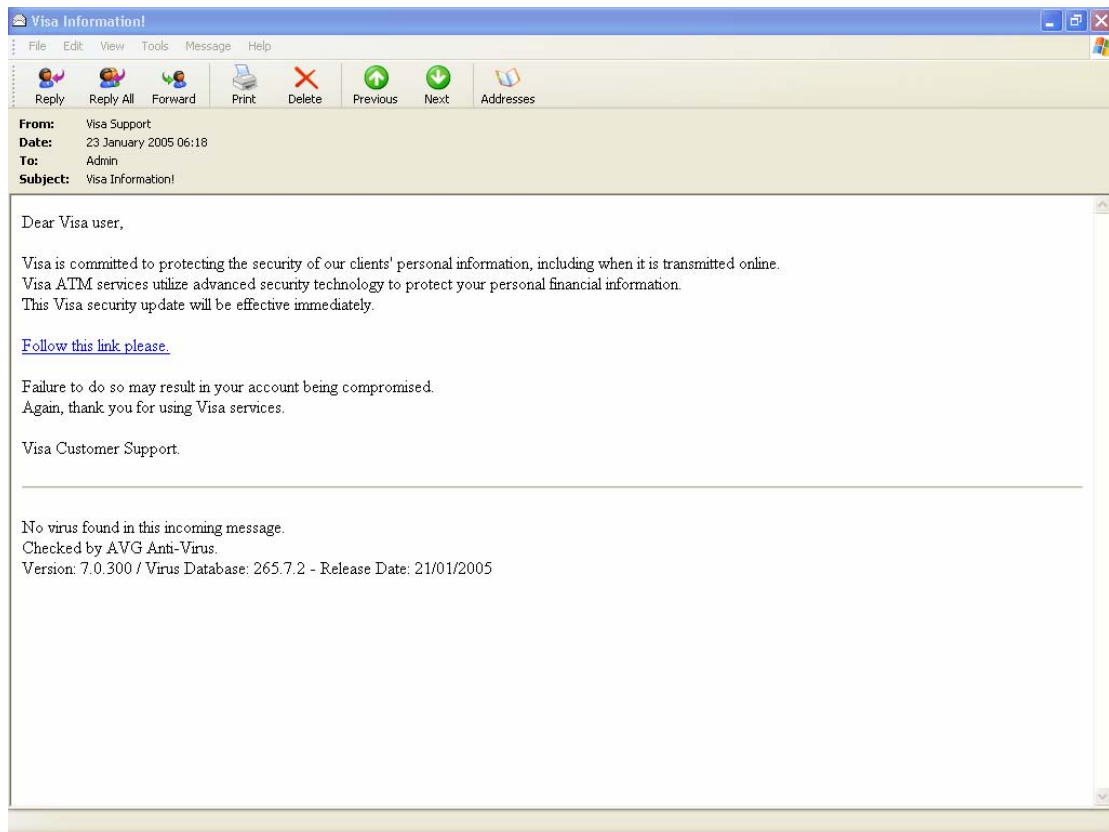 Visa Information!
File Edit View Tools Message Help
Reply Reply All Forward Print Delete Previous Next Addresses
From: Visa Support
Date: 23 January 2005 06:18
To: Admin
Subject: Visa Information!
Dear Visa user,
Visa is committed to protecting the security of our clients' personal information, including when it is transmitted online.
Visa ATM services utilize advanced security technology to protect your personal financial information.
This Visa security update will be effective immediately.
Follow this link please.
Failure to do so may result in your account being compromised.
Again, thank you for using Visa services.
Visa Customer Support.
No virus found in this incoming message.
Checked by AVG Anti-Virus.
Version: 7.0.300 / Virus Database: 265.7.2 - Release Date: 21/01/2005